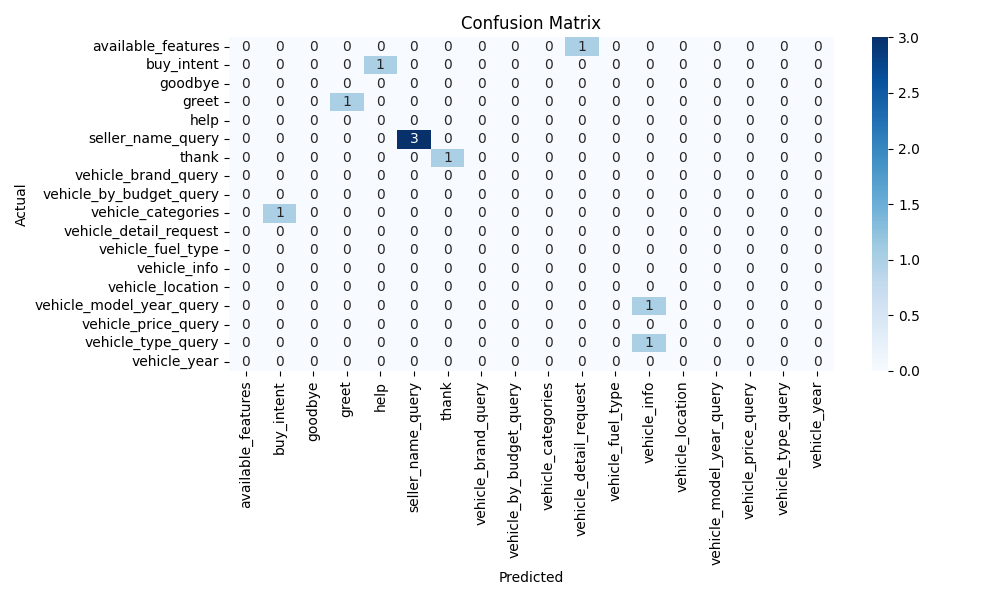 Confusion Matrix
available_features 0 0 0 0 0 0 0 0 0 0 1 0 0 0 0 0 0 0
buy_intent 0 0 0 0 1 0 0 0 0 0 0 0 0 0 0 0 0 0
goodbye 0 0 0 0 0 0 0 0 0 0 0 0 0 0 0 0 0 0
greet 0 0 0 1 0 0 0 0 0 0 0 0 0 0 0 0 0 0
help 0 0 0 0 0 0 0 0 0 0 0 0 0 0 0 0 0 0
seller_name_query 0 0 0 0 0 3 0 0 0 0 0 0 0 0 0 0 0 0
thank 0 0 0 0 0 0 1 0 0 0 0 0 0 0 0 0 0 0
vehicle_brand_query 0 0 0 0 0 0 0 0 0 0 0 0 0 0 0 0 0 0
vehicle_by_budget_query 0 0 0 0 0 0 0 0 0 0 0 0 0 0 0 0 0 0
vehicle_categories 0 1 0 0 0 0 0 0 0 0 0 0 0 0 0 0 0 0
vehicle_detail_request 0 0 0 0 0 0 0 0 0 0 0 0 0 0 0 0 0 0
vehicle_fuel_type 0 0 0 0 0 0 0 0 0 0 0 0 0 0 0 0 0 0
vehicle_info 0 0 0 0 0 0 0 0 0 0 0 0 0 0 0 0 0 0
vehicle_location 0 0 0 0 0 0 0 0 0 0 0 0 0 0 0 0 0 0
vehicle_model_year_query 0 0 0 0 0 0 0 0 0 0 0 0 1 0 0 0 0 0
vehicle_price_query 0 0 0 0 0 0 0 0 0 0 0 0 0 0 0 0 0 0
vehicle_type_query 0 0 0 0 0 0 0 0 0 0 0 0 1 0 0 0 0 0
vehicle_year 0 0 0 0 0 0 0 0 0 0 0 0 0 0 0 0 0 0
Actual
available_features
buy_intent
goodbye
greet
help
seller_name_query
thank
vehicle_brand_query
vehicle_by_budget_query
vehicle_categories
vehicle_detail_request
vehicle_fuel_type
vehicle_info
vehicle_location
vehicle_model_year_query
vehicle_price_query
vehicle_type_query
vehicle_year
Predicted
3.0
2.5
2.0
1.5
1.0
0.5
0.0